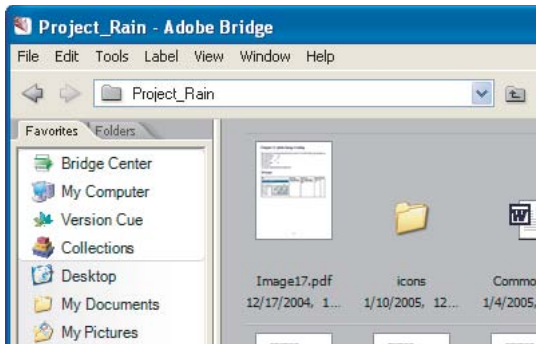 Project_Rain - Adobe Bridge
File Edit Tools Label View Window Help
Project_Rain
Favorites Folders
Bridge Center
My Computer
Version Cue
Collections
Desktop
My Documents
My Pictures
Image17.pdf icons Commo
12/17/2004, 1... 1/10/2005, 12... 1/4/2005,